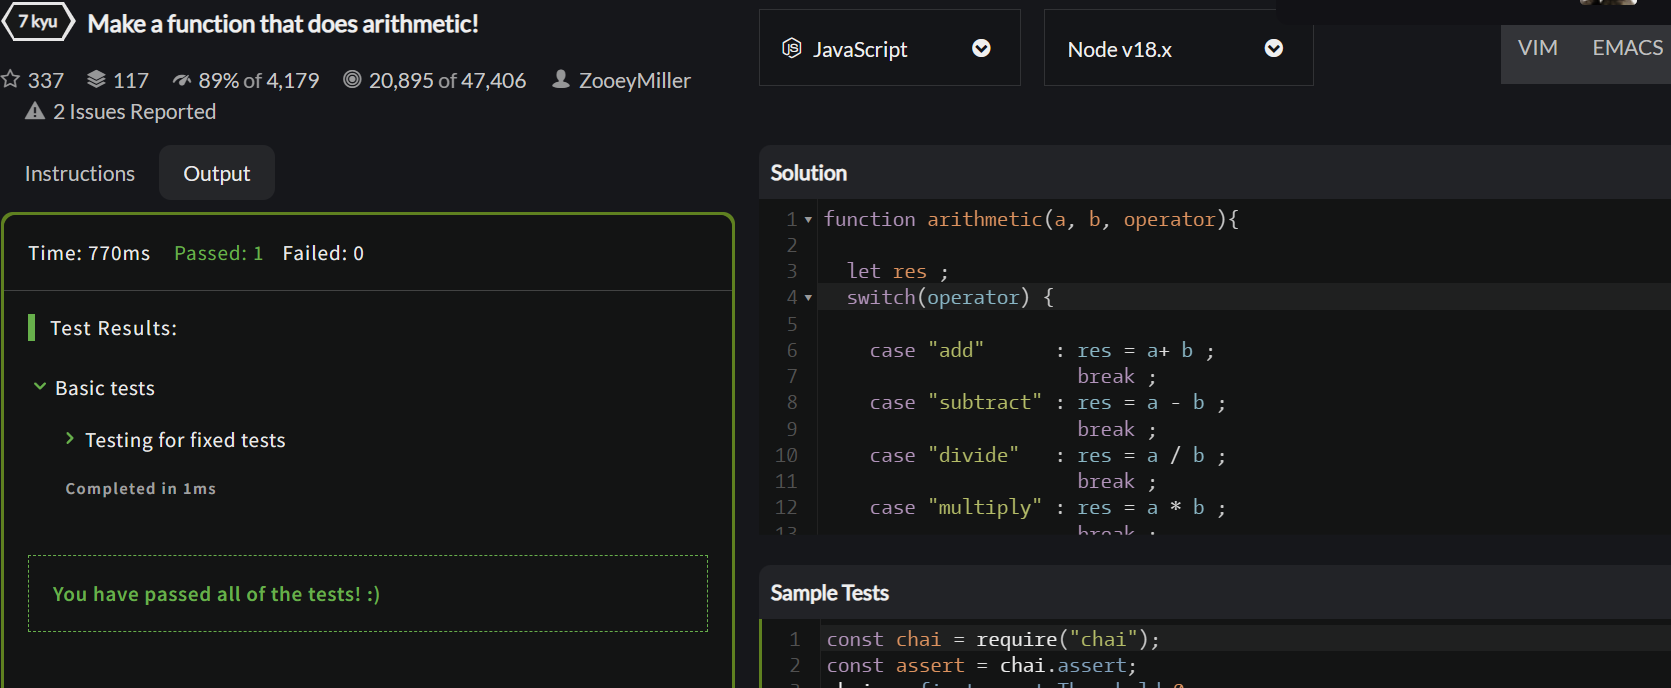 7 kyu Make a function that does arithmetic!
337 117 89% of 4,179 20,895 of 47,406 ZooeyMiller
2 Issues Reported
Instructions Output
Time: 770ms Passed: 1 Failed: 0
Test Results:
Basic tests
Testing for fixed tests
Completed in 1ms
You have passed all of the tests! :)
JavaScript Node v18.x VIM EMACS
Solution
1 function arithmetic(a, b, operator){
2
3 let res ;
4 switch(operator) {
5
6 case "add" : res = a+ b ;
7 break ;
8 case "subtract" : res = a - b ;
9 break ;
10 case "divide" : res = a / b ;
11 break ;
12 case "multiply" : res = a * b ;
13 break ;
Sample Tests
1 const chai = require("chai");
2 const assert = chai.assert;